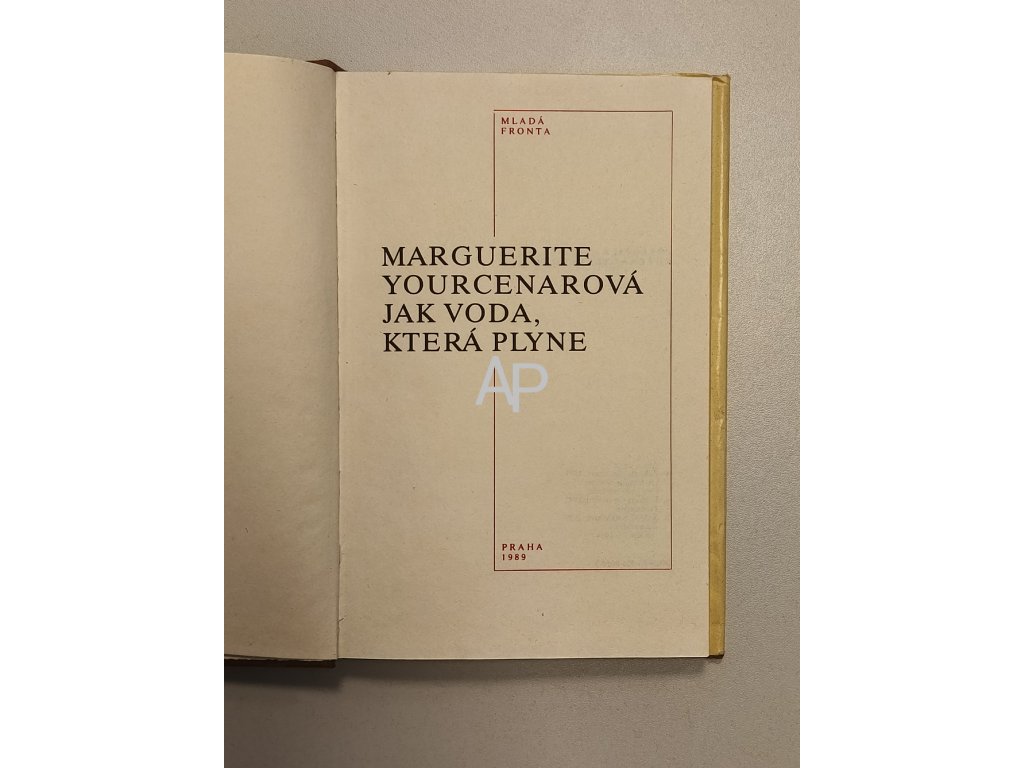 MLADÁ
FRONTA
MARGUERITE
YOURCENAROVÁ
JAK VODA,
KTERÁ PLYNE
AP
PRAHA
1989